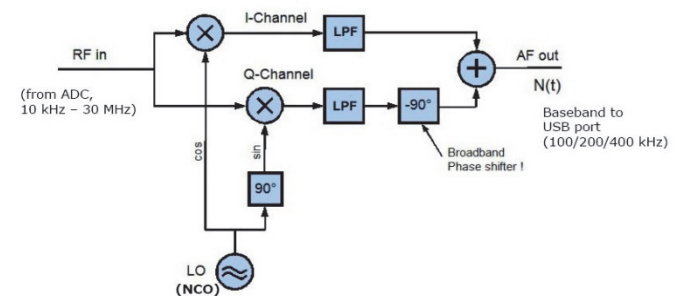 I-Channel
LPF
RF in
AF out
N(t)
(from ADC,
10 kHz – 30 MHz)
Q-Channel
LPF
-90°
Baseband to
USB port
(100/200/400 kHz)
Broadband
Phase shifter !
cos
sin
90°
LO
(NCO)